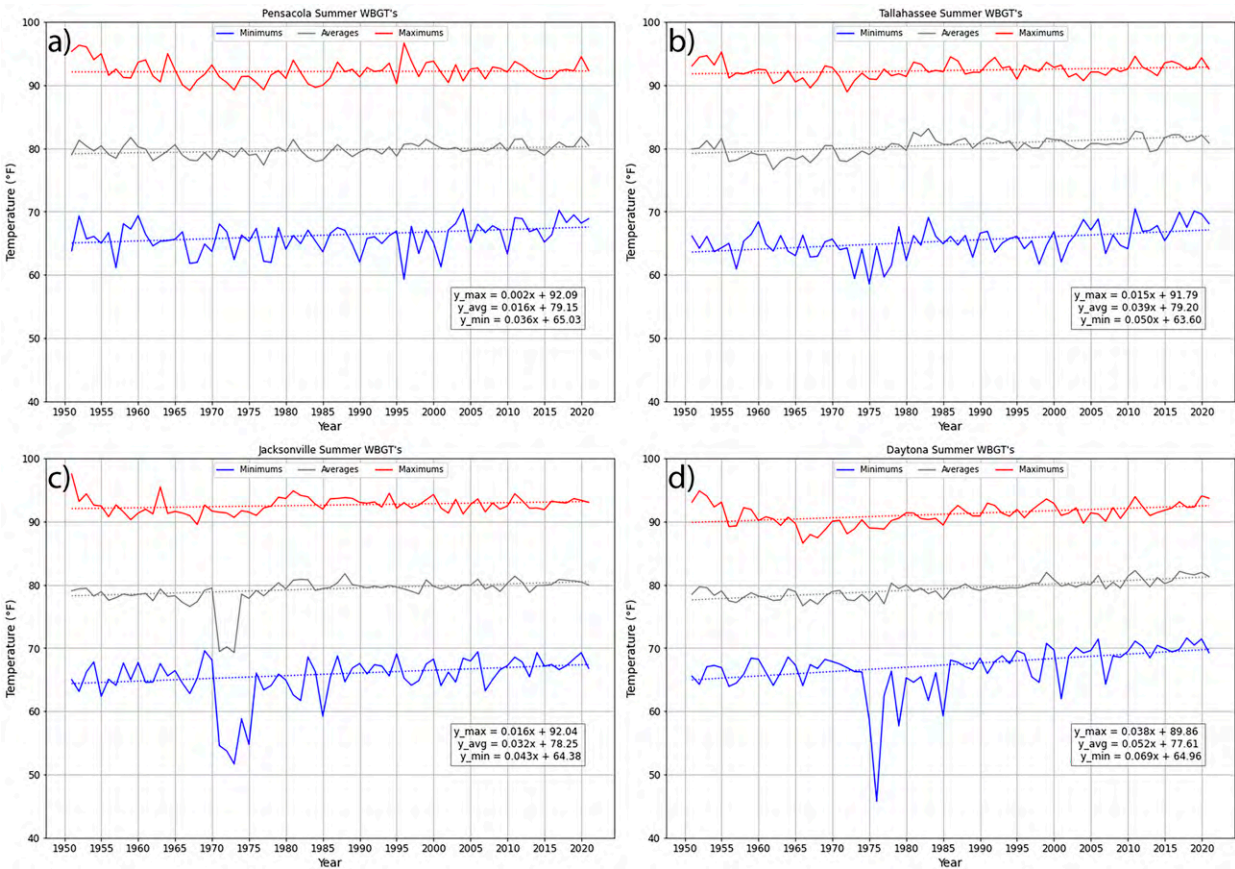 Pensacola Summer WBGT's
a)
Minimums Averages Maximums
100
90
80
70
60
50
40
Temperature (°F)
y_max = 0.002x + 92.09
y_avg = 0.016x + 79.15
y_min = 0.036x + 65.03
1950 1955 1960 1965 1970 1975 1980 1985 1990 1995 2000 2005 2010 2015 2020
Year
Tallahassee Summer WBGT's
b)
Minimums Averages Maximums
100
90
80
70
60
50
40
Temperature (°F)
y_max = 0.015x + 91.79
y_avg = 0.039x + 79.20
y_min = 0.050x + 63.60
1950 1955 1960 1965 1970 1975 1980 1985 1990 1995 2000 2005 2010 2015 2020
Year
Jacksonville Summer WBGT's
c)
Minimums Averages Maximums
100
90
80
70
60
50
40
Temperature (°F)
y_max = 0.016x + 92.04
y_avg = 0.032x + 78.25
y_min = 0.043x + 64.38
1950 1955 1960 1965 1970 1975 1980 1985 1990 1995 2000 2005 2010 2015 2020
Year
Daytona Summer WBGT's
d)
Minimums Averages Maximums
100
90
80
70
60
50
40
Temperature (°F)
y_max = 0.038x + 89.86
y_avg = 0.052x + 77.61
y_min = 0.069x + 64.96
1950 1955 1960 1965 1970 1975 1980 1985 1990 1995 2000 2005 2010 2015 2020
Year